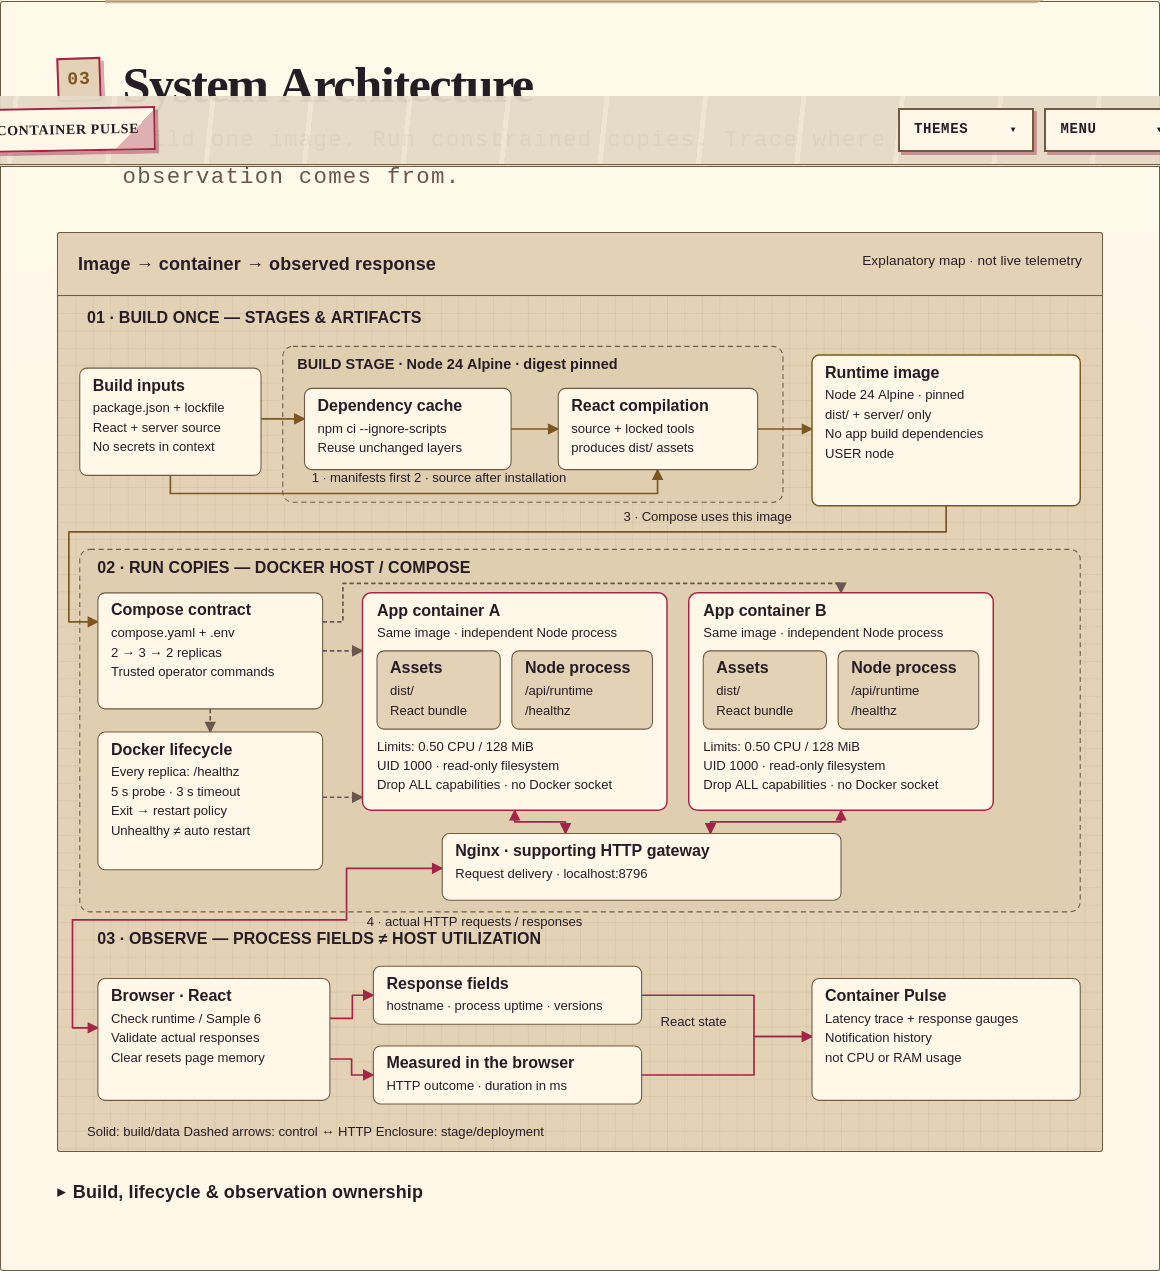 03
System Architecture
CONTAINER PULSE
THEMES ▾
MENU
ild one image. Run constrained copies. Trace where
observation comes from.
Image → container → observed response
Explanatory map · not live telemetry
01 · BUILD ONCE — STAGES & ARTIFACTS
Build inputs
package.json + lockfile
React + server source
No secrets in context
BUILD STAGE · Node 24 Alpine · digest pinned
Dependency cache
npm ci --ignore-scripts
Reuse unchanged layers
React compilation
source + locked tools
produces dist/ assets
1 · manifests first 2 · source after installation
Runtime image
Node 24 Alpine · pinned
dist/ + server/ only
No app build dependencies
USER node
3 · Compose uses this image
02 · RUN COPIES — DOCKER HOST / COMPOSE
Compose contract
compose.yaml + .env
2 → 3 → 2 replicas
Trusted operator commands
Docker lifecycle
Every replica: /healthz
5 s probe · 3 s timeout
Exit → restart policy
Unhealthy ≠ auto restart
App container A
Same image · independent Node process
Assets
dist/
React bundle
Node process
/api/runtime
/healthz
Limits: 0.50 CPU / 128 MiB
UID 1000 · read-only filesystem
Drop ALL capabilities · no Docker socket
App container B
Same image · independent Node process
Assets
dist/
React bundle
Node process
/api/runtime
/healthz
Limits: 0.50 CPU / 128 MiB
UID 1000 · read-only filesystem
Drop ALL capabilities · no Docker socket
Nginx · supporting HTTP gateway
Request delivery · localhost:8796
4 · actual HTTP requests / responses
03 · OBSERVE — PROCESS FIELDS ≠ HOST UTILIZATION
Browser · React
Check runtime / Sample 6
Validate actual responses
Clear resets page memory
Response fields
hostname · process uptime · versions
Measured in the browser
HTTP outcome · duration in ms
React state
Container Pulse
Latency trace + response gauges
Notification history
not CPU or RAM usage
Solid: build/data Dashed arrows: control ↔ HTTP Enclosure: stage/deployment
▸ Build, lifecycle & observation ownership